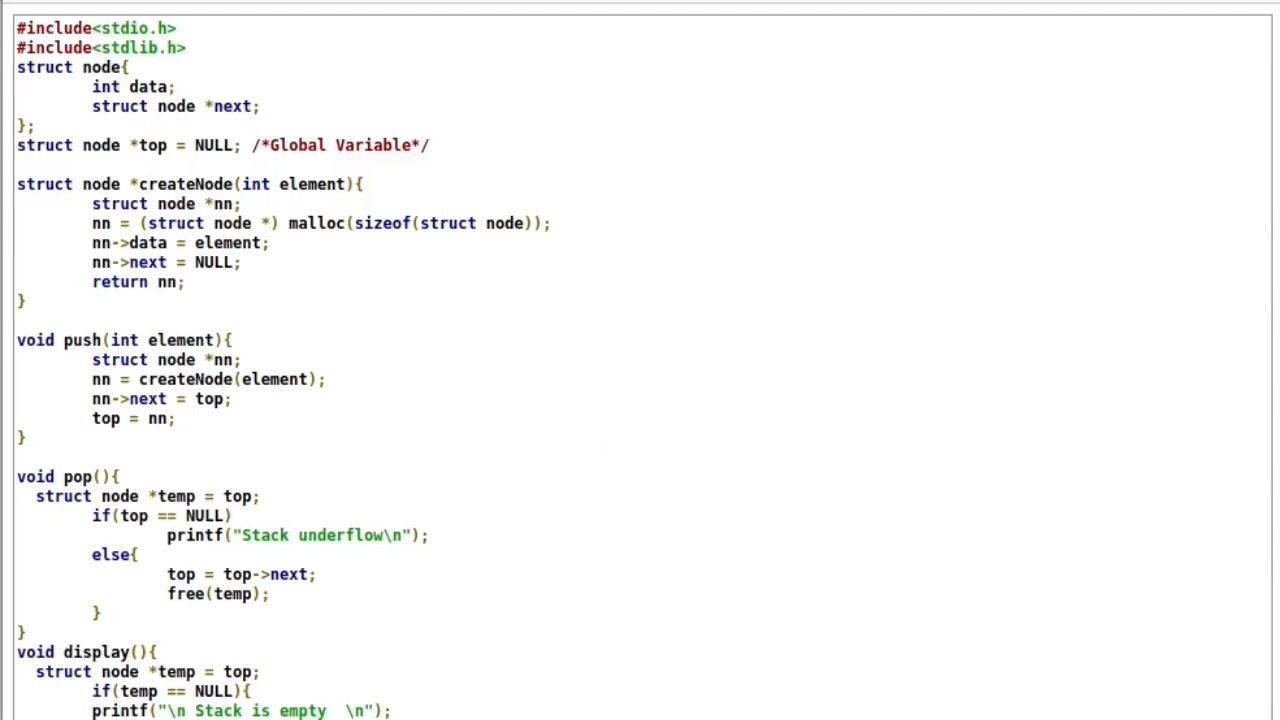 #include<stdio.h>
#include<stdlib.h>
struct node{
        int data;
        struct node *next;
};
struct node *top = NULL; /*Global Variable*/

struct node *createNode(int element){
        struct node *nn;
        nn = (struct node *) malloc(sizeof(struct node));
        nn->data = element;
        nn->next = NULL;
        return nn;
}

void push(int element){
        struct node *nn;
        nn = createNode(element);
        nn->next = top;
        top = nn;
}

void pop(){
  struct node *temp = top;
        if(top == NULL)
                printf("Stack underflow\n");
        else{
                top = top->next;
                free(temp);
        }
}
void display(){
  struct node *temp = top;
        if(temp == NULL){
        printf("\n Stack is empty  \n");